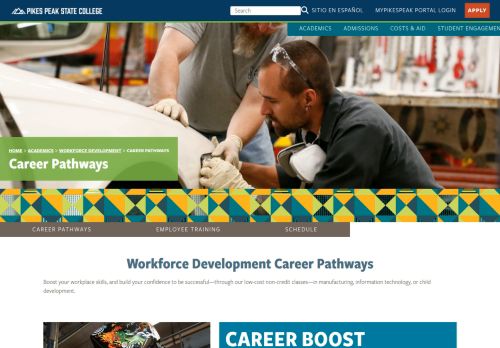 PIKES PEAK STATE COLLEGE
Search
SITIO EN ESPAÑOL
MYPIKESPEAK PORTAL LOGIN
APPLY
ACADEMICS ADMISSIONS COSTS & AID STUDENT ENGAGEMEN
HOME > ACADEMICS > WORKFORCE DEVELOPMENT > CAREER PATHWAYS
Career Pathways
CAREER PATHWAYS EMPLOYEE TRAINING SCHEDULE
Workforce Development Career Pathways
Boost your workplace skills, and build your confidence to be successful—through our low-cost non-credit classes—in manufacturing, information technology, or child
development.
CAREER BOOST